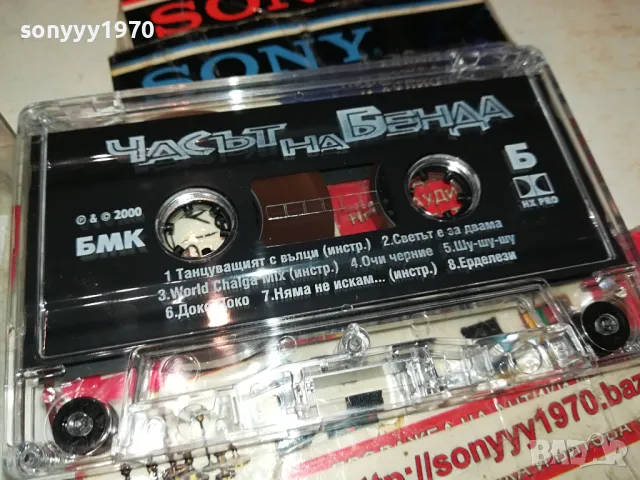 sonyyy1970
SONY
SONY
ЧАСЪТ НА БЕНДА
Б
HX PRO
℗ & © 2000
БМК
1.Танцуващият с вълци (инстр.) 2.Светът е за двама
3.World Chalga Mix (инстр.) 4.Очи черние 5.Шу-шу-шу
6.Доко Доко 7.Няма не искам... (инстр.) 8.Ерделези
http://sonyyy1970.baz
BAZAR